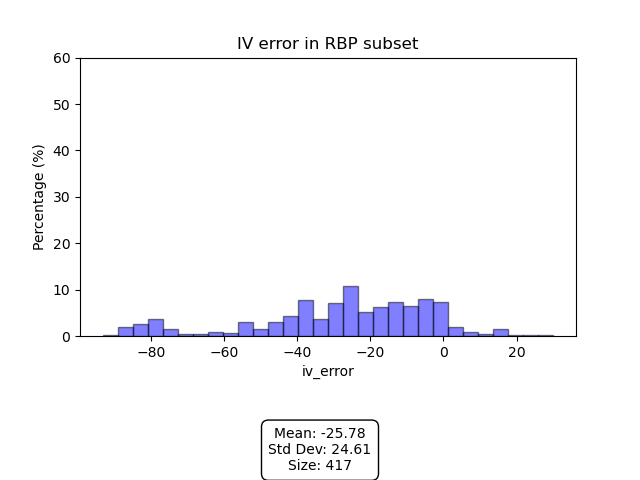 IV error in RBP subset
60
50
40
30
20
10
0
Percentage (%)
−80
−60
−40
−20
0
20
iv_error
Mean: -25.78
Std Dev: 24.61
Size: 417